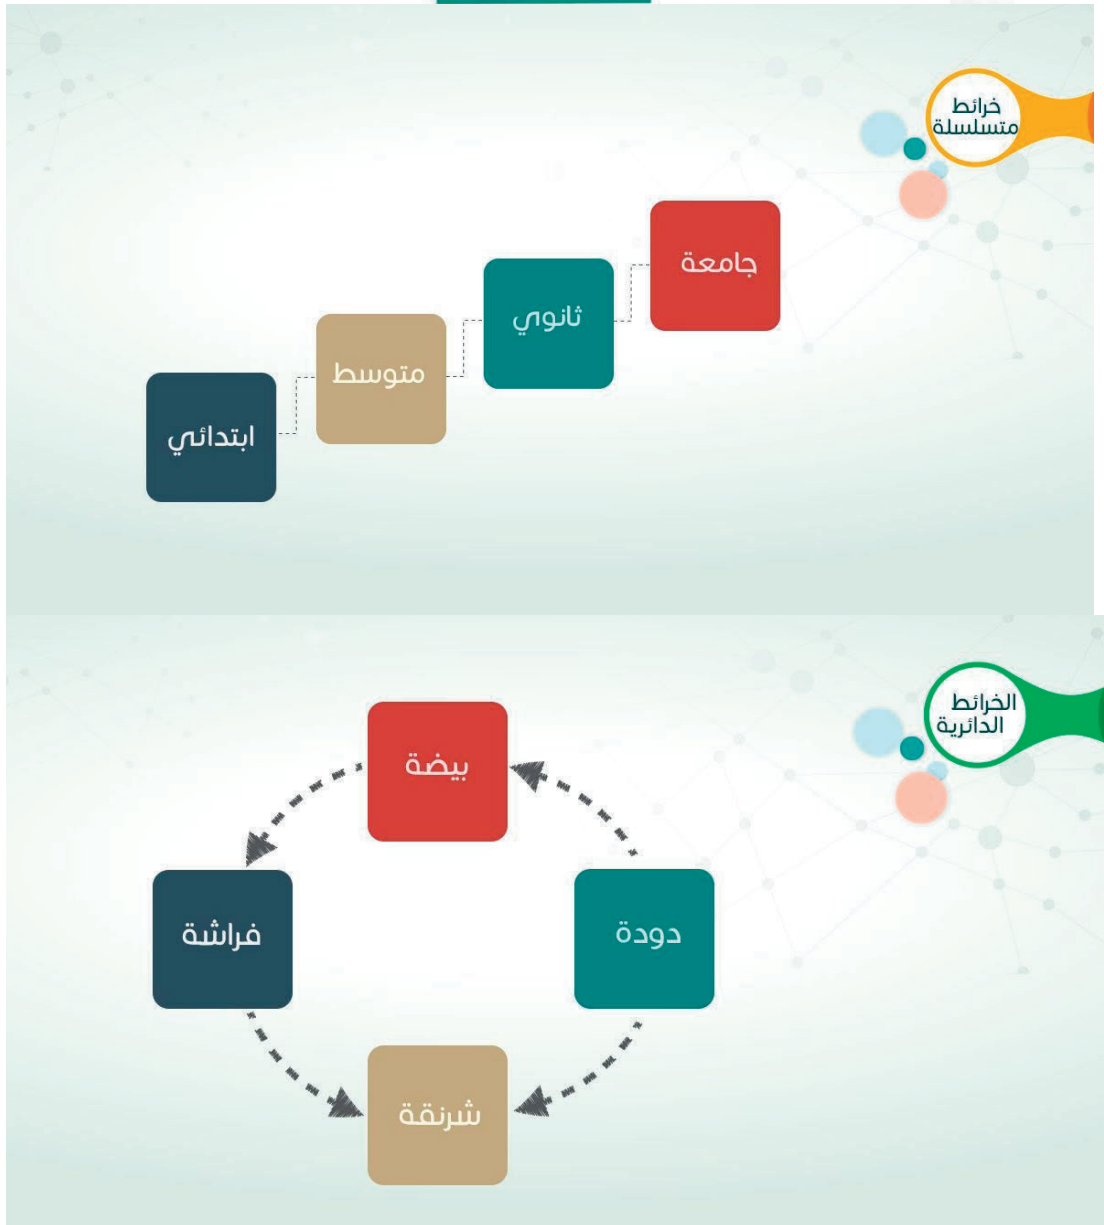 خرائط
متسلسلة
جامعة
ثانوي
متوسط
ابتدائي
الخرائط
الدائرية
بيضة
دودة
فراشة
شرنقة